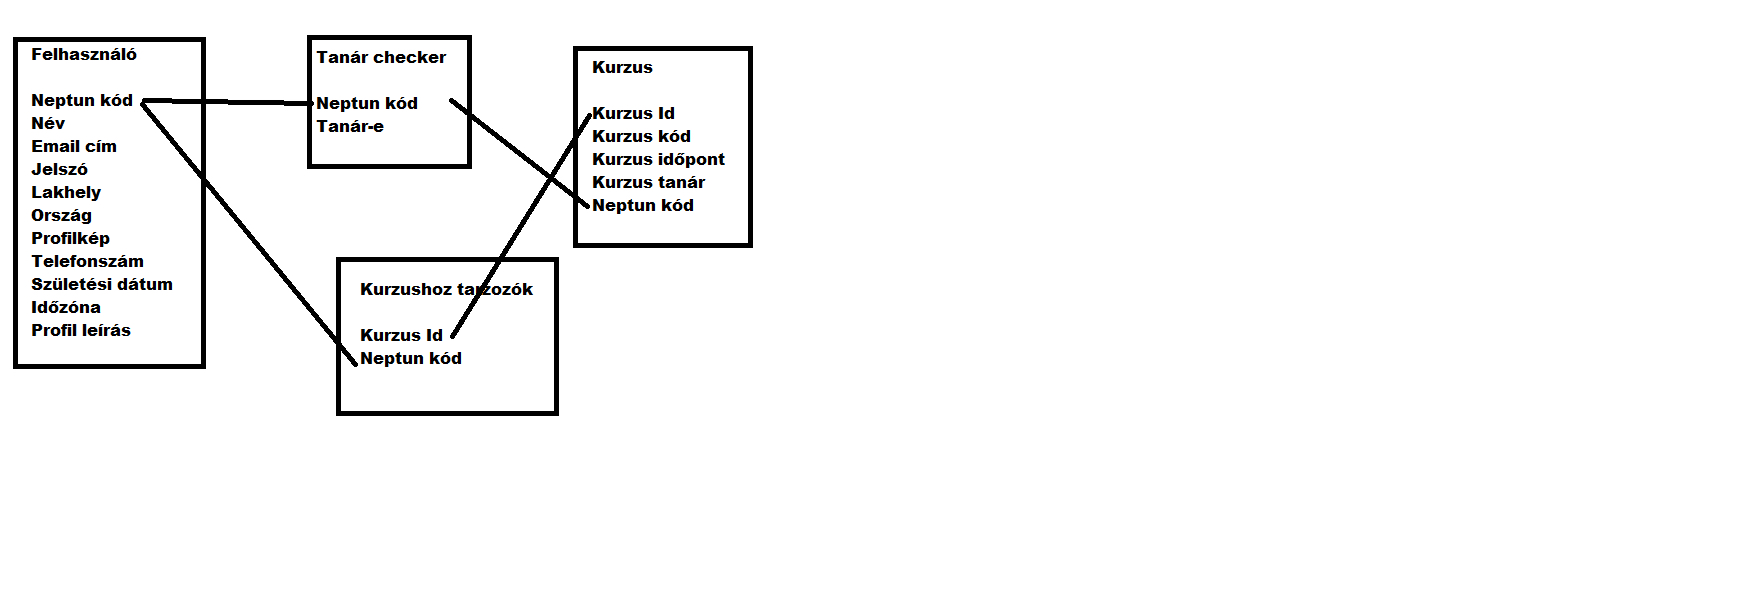 Felhasználó
Neptun kód
Név
Email cím
Jelszó
Lakhely
Ország
Profilkép
Telefonszám
Születési dátum
Időzóna
Profil leírás
Tanár checker
Neptun kód
Tanár-e
Kurzus
Kurzus Id
Kurzus kód
Kurzus időpont
Kurzus tanár
Neptun kód
Kurzushoz tarzozók
Kurzus Id
Neptun kód